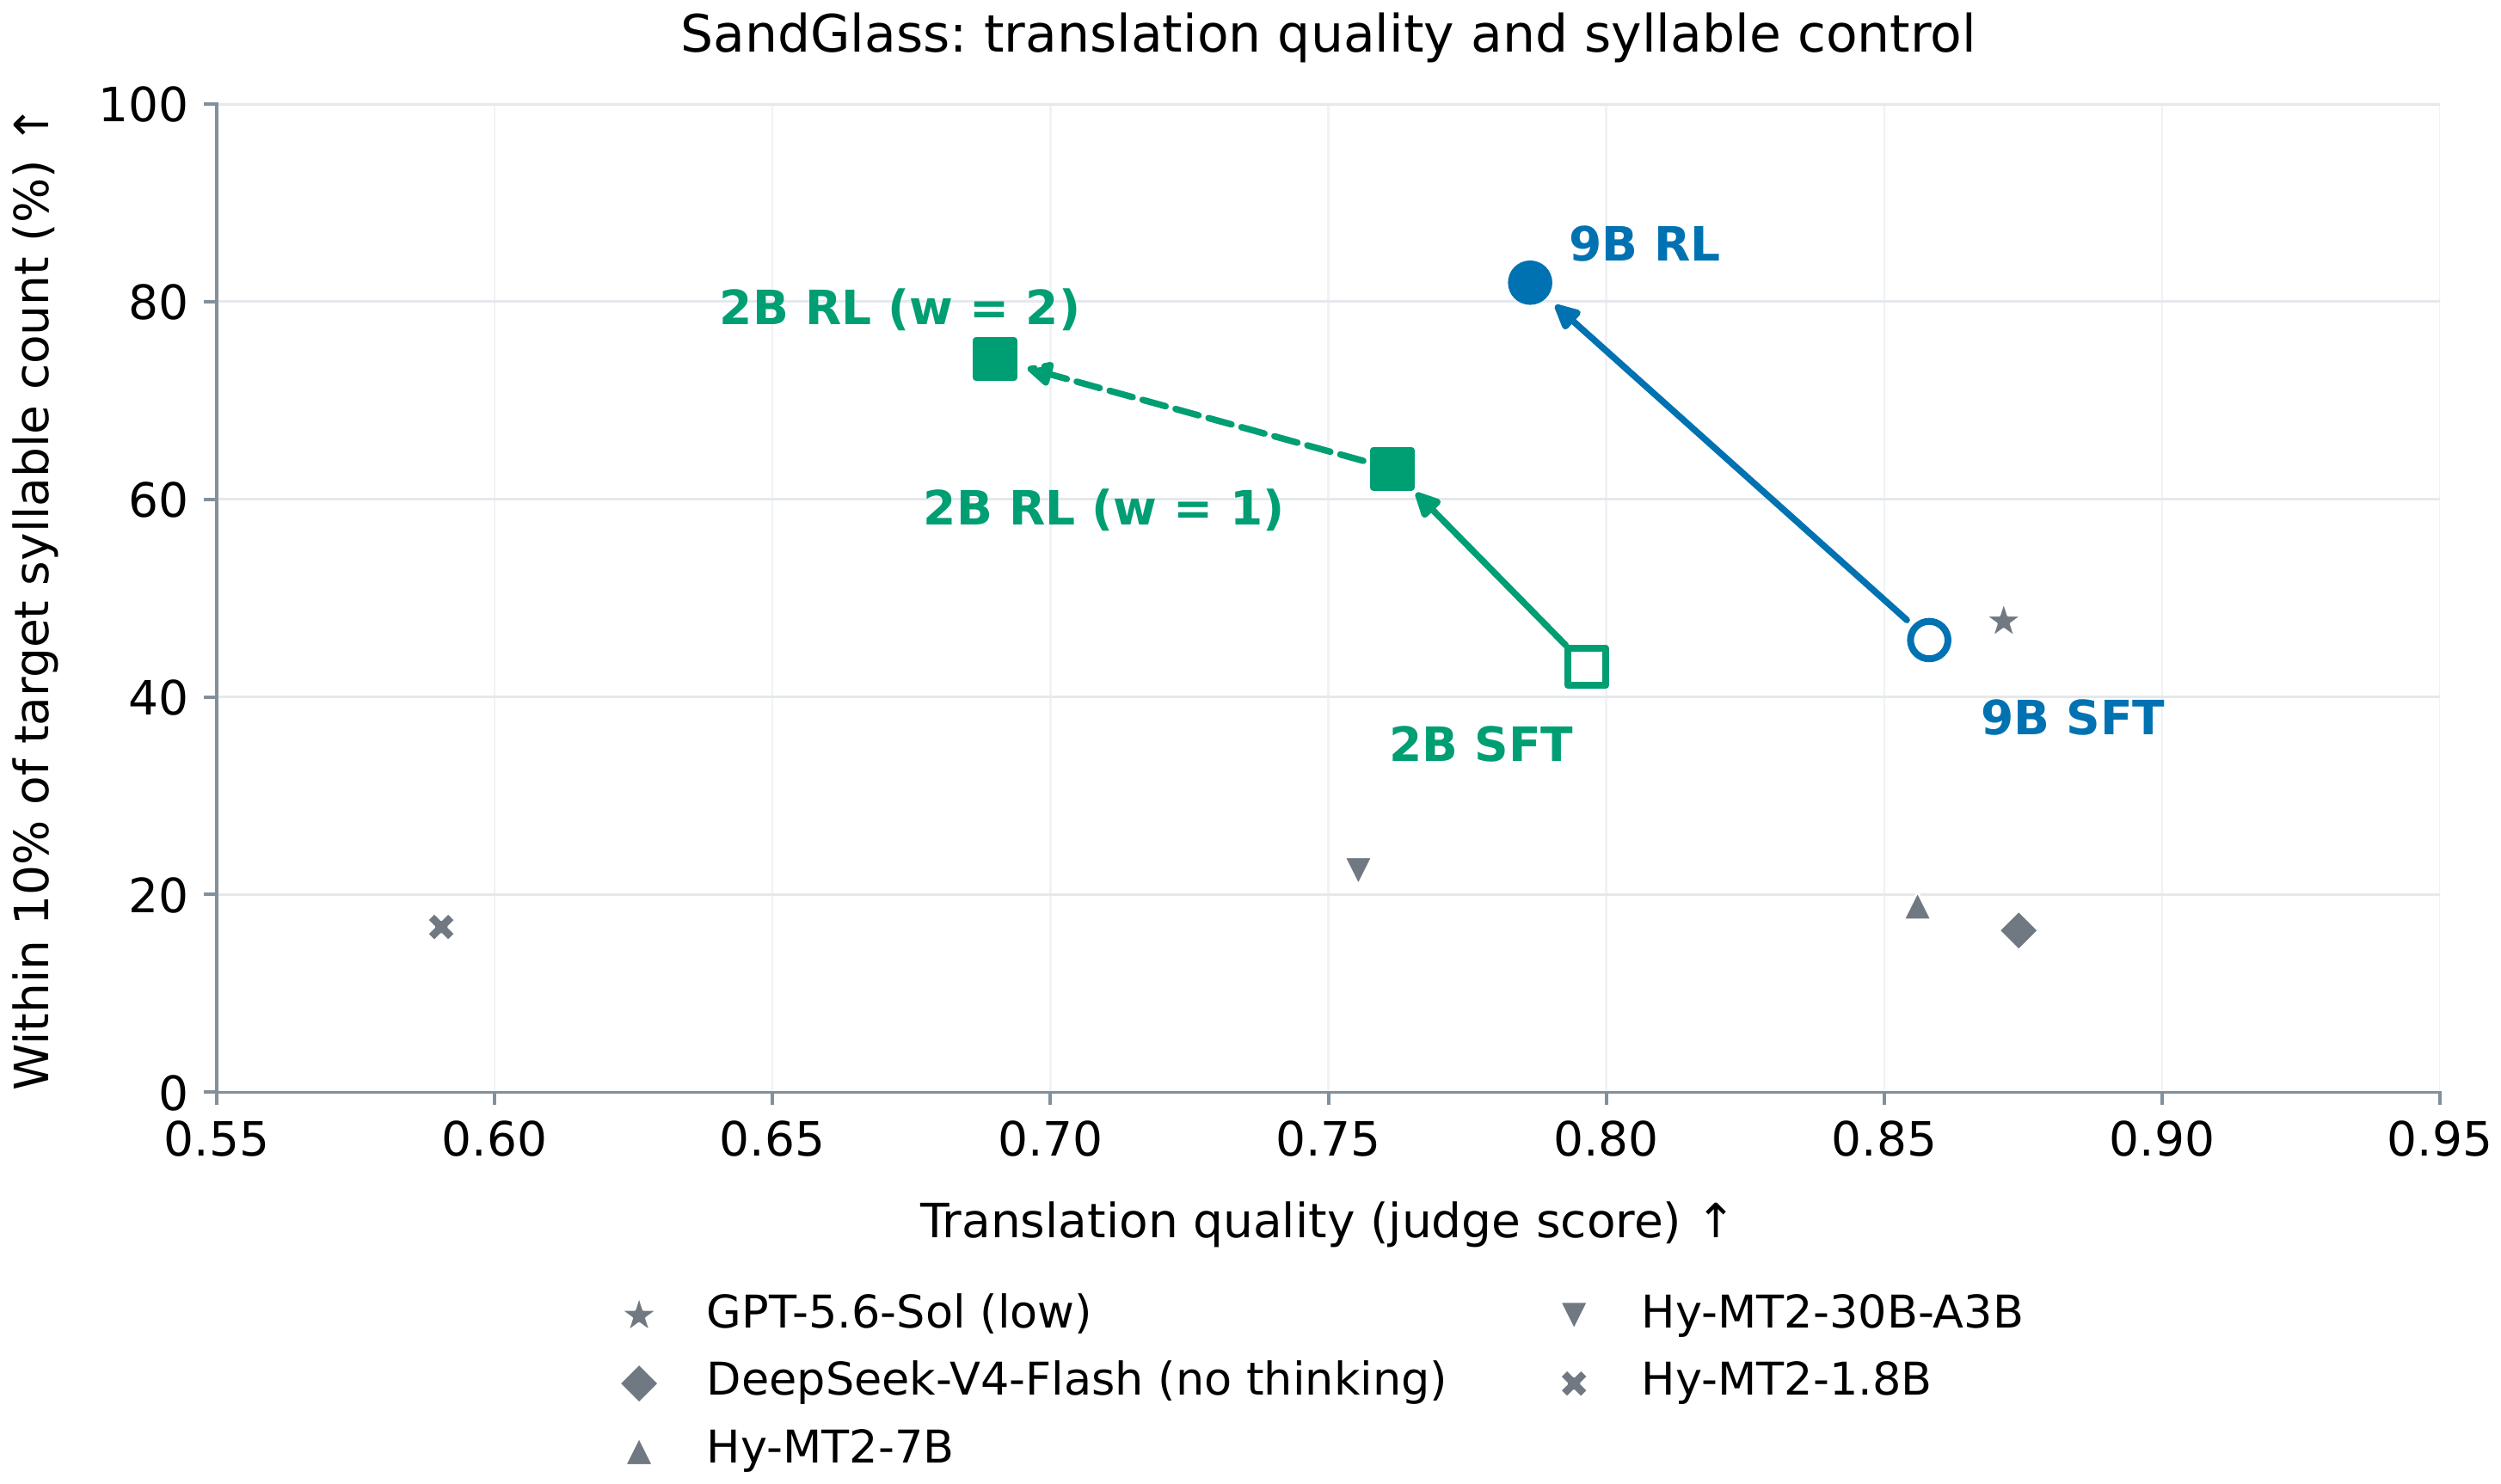 SandGlass: translation quality and syllable control
Within 10% of target syllable count (%) ↑
100
80
60
40
20
0
9B RL
2B RL (w = 2)
2B RL (w = 1)
9B SFT
2B SFT
0.55 0.60 0.65 0.70 0.75 0.80 0.85 0.90 0.95
Translation quality (judge score) ↑
GPT-5.6-Sol (low)
DeepSeek-V4-Flash (no thinking)
Hy-MT2-7B
Hy-MT2-30B-A3B
Hy-MT2-1.8B